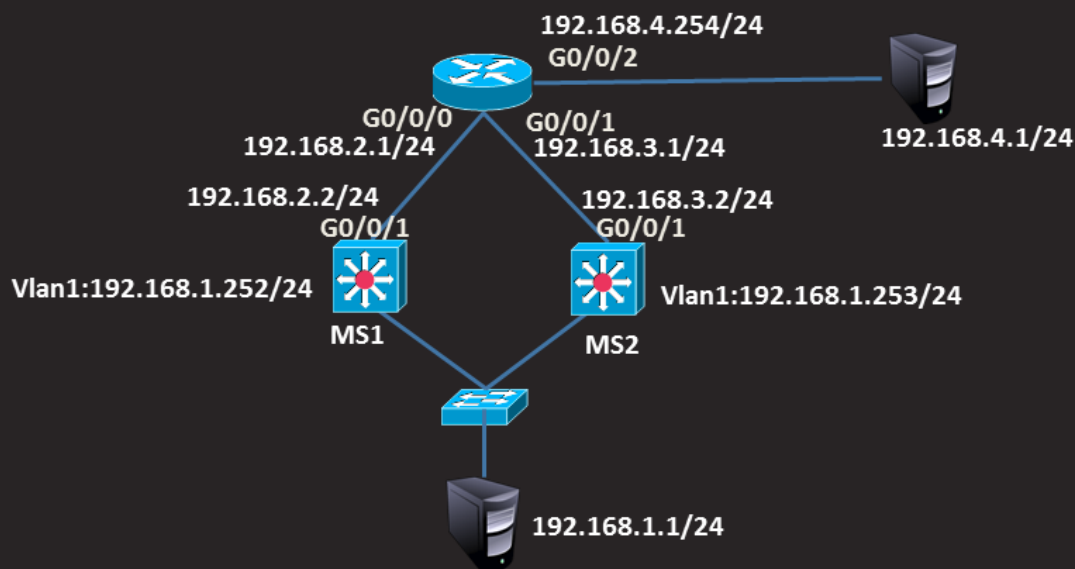 192.168.4.254/24
G0/0/2
G0/0/0
G0/0/1
192.168.4.1/24
192.168.2.1/24
192.168.3.1/24
192.168.2.2/24
192.168.3.2/24
G0/0/1
G0/0/1
Vlan1:192.168.1.252/24
Vlan1:192.168.1.253/24
MS1
MS2
192.168.1.1/24